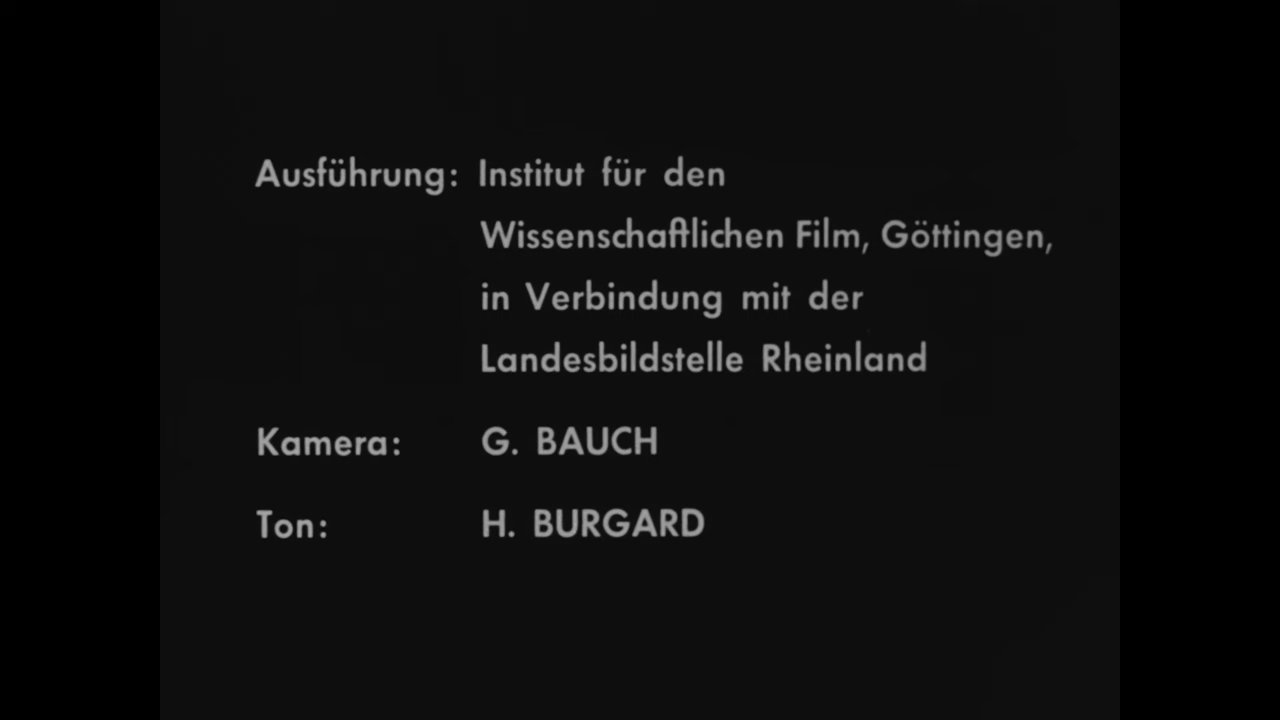 Ausführung: Institut für den
Wissenschaftlichen Film, Göttingen,
in Verbindung mit der
Landesbildstelle Rheinland
Kamera: G. BAUCH
Ton: H. BURGARD